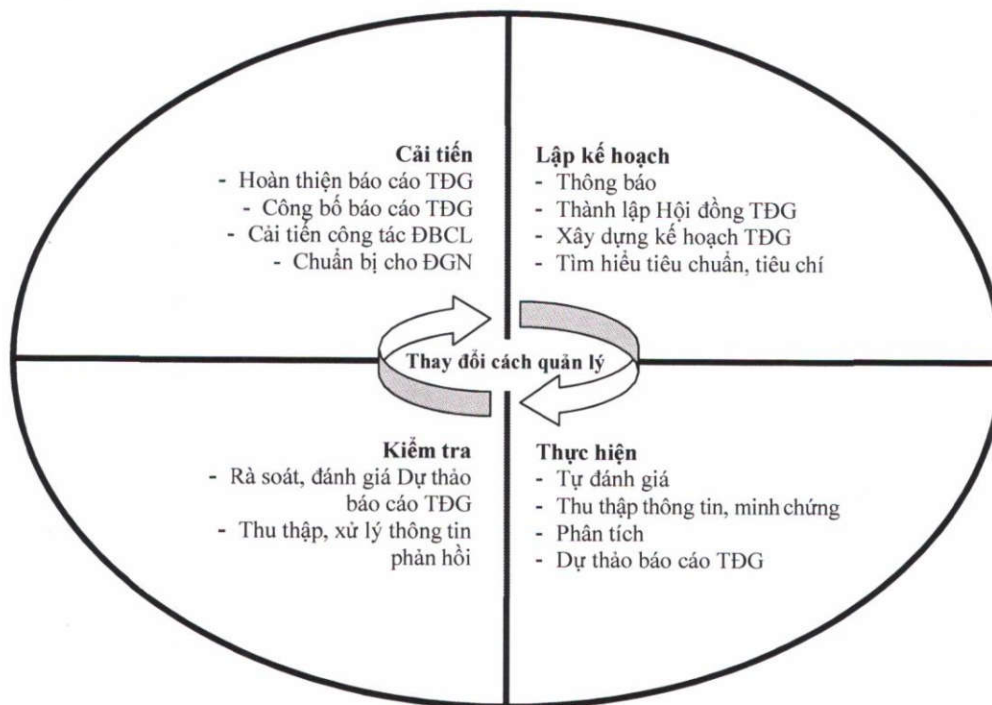 Cải tiến
- Hoàn thiện báo cáo TĐG
- Công bố báo cáo TĐG
- Cải tiến công tác ĐBCL
- Chuẩn bị cho ĐGN
Lập kế hoạch
- Thông báo
- Thành lập Hội đồng TĐG
- Xây dựng kế hoạch TĐG
- Tìm hiểu tiêu chuẩn, tiêu chí
Thay đổi cách quản lý
Kiểm tra
- Rà soát, đánh giá Dự thảo
báo cáo TĐG
- Thu thập, xử lý thông tin
phản hồi
Thực hiện
- Tự đánh giá
- Thu thập thông tin, minh chứng
- Phân tích
- Dự thảo báo cáo TĐG